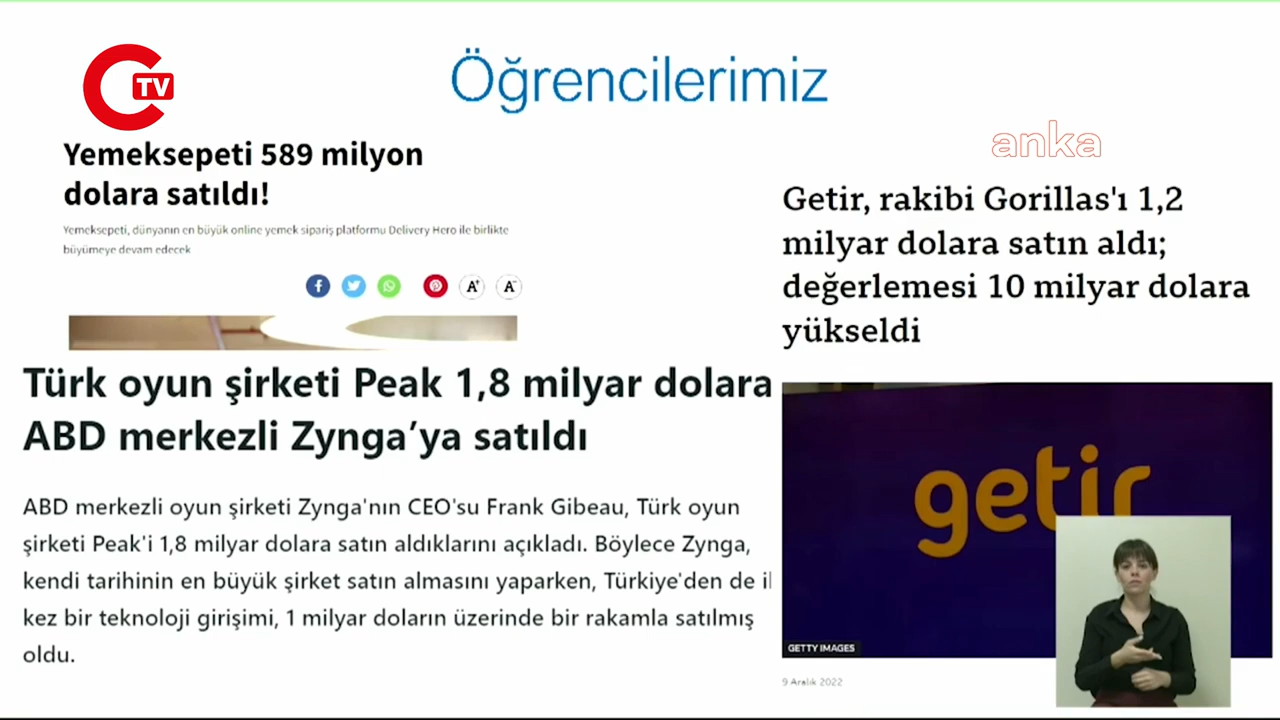 TV
Öğrencilerimiz
anka
Yemeksepeti 589 milyon
dolara satıldı!
Yemeksepeti, dünyanın en büyük online yemek sipariş platformu Delivery Hero ile birlikte
büyümeye devam edecek
A+ A-
Türk oyun şirketi Peak 1,8 milyar dolara
ABD merkezli Zynga’ya satıldı
ABD merkezli oyun şirketi Zynga'nın CEO'su Frank Gibeau, Türk oyun
şirketi Peak'i 1,8 milyar dolara satın aldıklarını açıkladı. Böylece Zynga,
kendi tarihinin en büyük şirket satın almasını yaparken, Türkiye'den de il
kez bir teknoloji girişimi, 1 milyar doların üzerinde bir rakamla satılmış
oldu.
Getir, rakibi Gorillas'ı 1,2
milyar dolara satın aldı;
değerlemesi 10 milyar dolara
yükseldi
getir
GETTY IMAGES
9 Aralık 2022